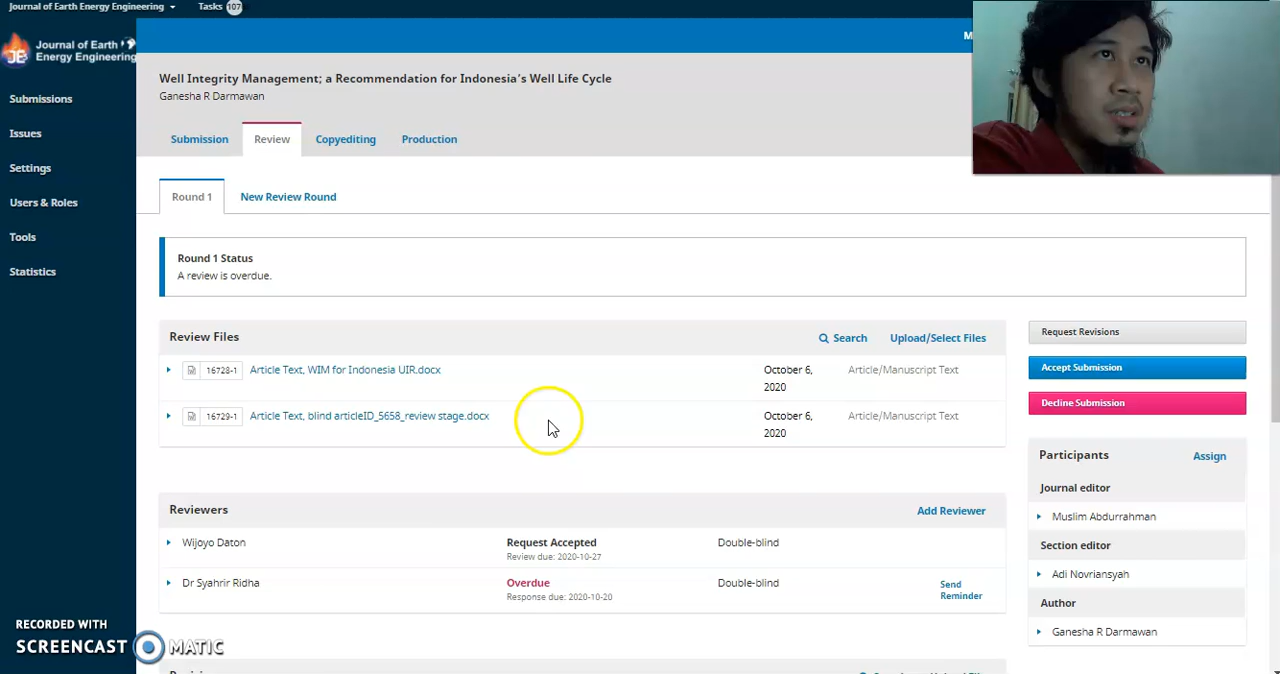 Journal of Earth Energy Engineering
Tasks 107
Journal of Earth
Energy Engineering
M
Submissions
Issues
Settings
Users & Roles
Tools
Statistics
Well Integrity Management; a Recommendation for Indonesia's Well Life Cycle
Ganesha R Darmawan
Submission
Review
Copyediting
Production
Round 1
New Review Round
Round 1 Status
A review is overdue.
Review Files
Search
Upload/Select Files
16728-1
Article Text, WIM for Indonesia UIR.docx
October 6,
2020
Article/Manuscript Text
16729-1
Article Text, blind articleID_5658_review stage.docx
October 6,
2020
Article/Manuscript Text
Reviewers
Add Reviewer
Wijoyo Daton
Request Accepted
Review due: 2020-10-27
Double-blind
Dr Syahrir Ridha
Overdue
Response due: 2020-10-20
Double-blind
Send
Reminder
Request Revisions
Accept Submission
Decline Submission
Participants
Assign
Journal editor
Muslim Abdurrahman
Section editor
Adi Novriansyah
Author
Ganesha R Darmawan
RECORDED WITH
SCREENCAST MATIC